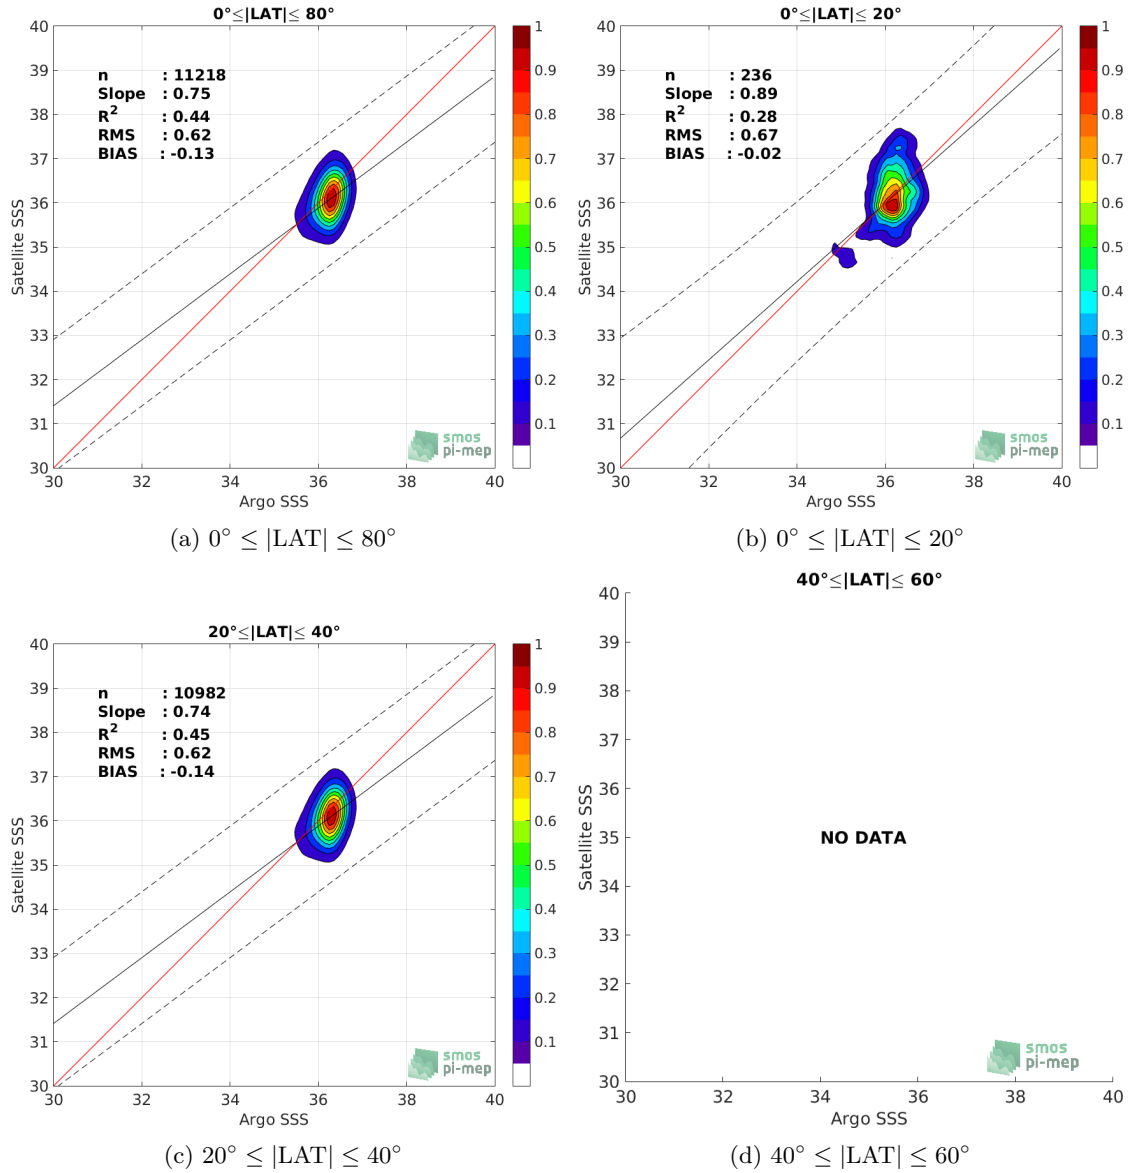 0°≤|LAT|≤ 80°
n : 11218
Slope : 0.75
R² : 0.44
RMS : 0.62
BIAS : -0.13
40
39
38
37
36
35
34
33
32
31
30
Satellite SSS
30 32 34 36 38 40
Argo SSS
1
0.9
0.8
0.7
0.6
0.5
0.4
0.3
0.2
0.1
smos
pi-mep
(a) 0° ≤ |LAT| ≤ 80°
0°≤|LAT|≤ 20°
n : 236
Slope : 0.89
R² : 0.28
RMS : 0.67
BIAS : -0.02
40
39
38
37
36
35
34
33
32
31
30
Satellite SSS
30 32 34 36 38 40
Argo SSS
1
0.9
0.8
0.7
0.6
0.5
0.4
0.3
0.2
0.1
smos
pi-mep
(b) 0° ≤ |LAT| ≤ 20°
20°≤|LAT|≤ 40°
n : 10982
Slope : 0.74
R² : 0.45
RMS : 0.62
BIAS : -0.14
40
39
38
37
36
35
34
33
32
31
30
Satellite SSS
30 32 34 36 38 40
Argo SSS
1
0.9
0.8
0.7
0.6
0.5
0.4
0.3
0.2
0.1
smos
pi-mep
(c) 20° ≤ |LAT| ≤ 40°
40°≤|LAT|≤ 60°
40
39
38
37
36
35
34
33
32
31
30
Satellite SSS
NO DATA
30 32 34 36 38 40
Argo SSS
smos
pi-mep
(d) 40° ≤ |LAT| ≤ 60°